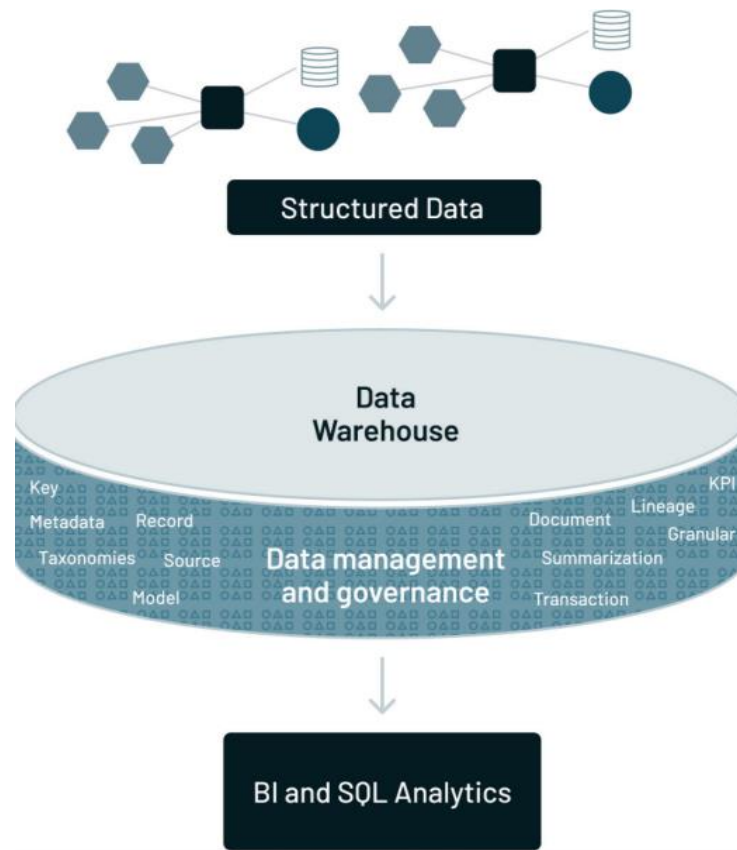 Structured Data
Data
Warehouse
Key
KPI
Metadata
Record
Document
Lineage
Granular
Taxonomies
Source
Data management
and governance
Summarization
Model
Transaction
BI and SQL Analytics